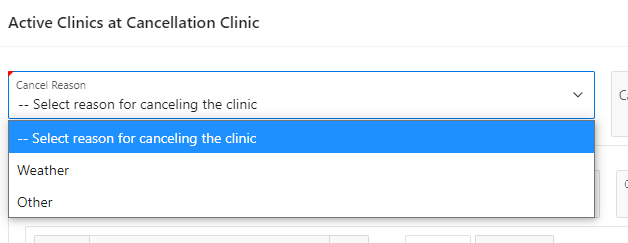 Active Clinics at Cancellation Clinic
Cancel Reason
-- Select reason for canceling the clinic
-- Select reason for canceling the clinic
Weather
Other